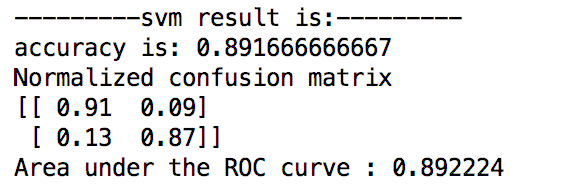 ---------svm result is:---------
accuracy is: 0.891666666667
Normalized confusion matrix
[[ 0.91  0.09]
 [ 0.13  0.87]]
Area under the ROC curve : 0.892224